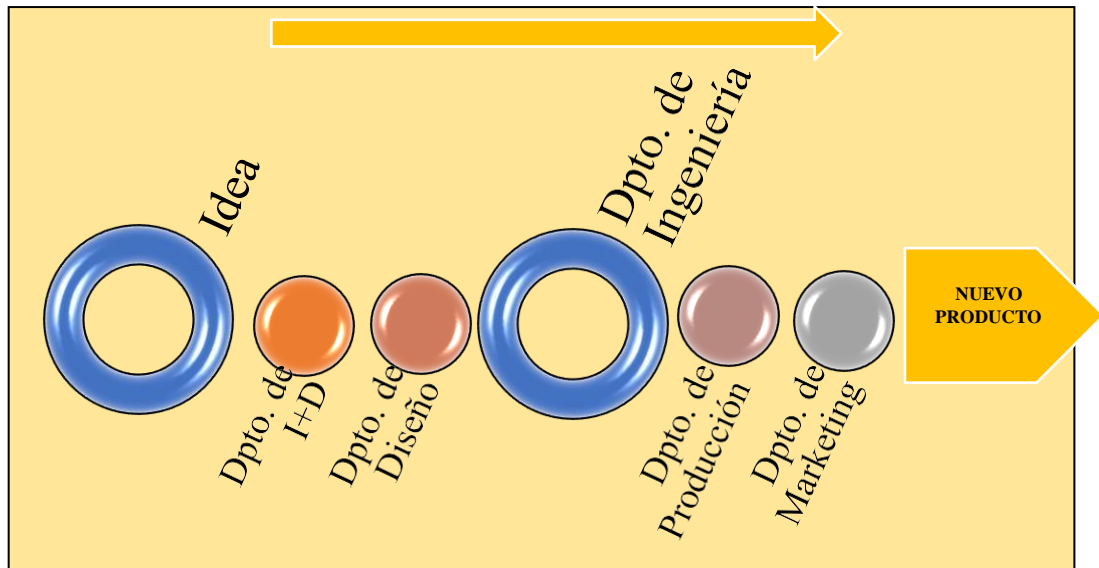 Idea
Dpto. de
I+D
Dpto. de
Diseño
Dpto. de
Ingeniería
Dpto. de
Producción
Dpto. de
Marketing
NUEVO
PRODUCTO